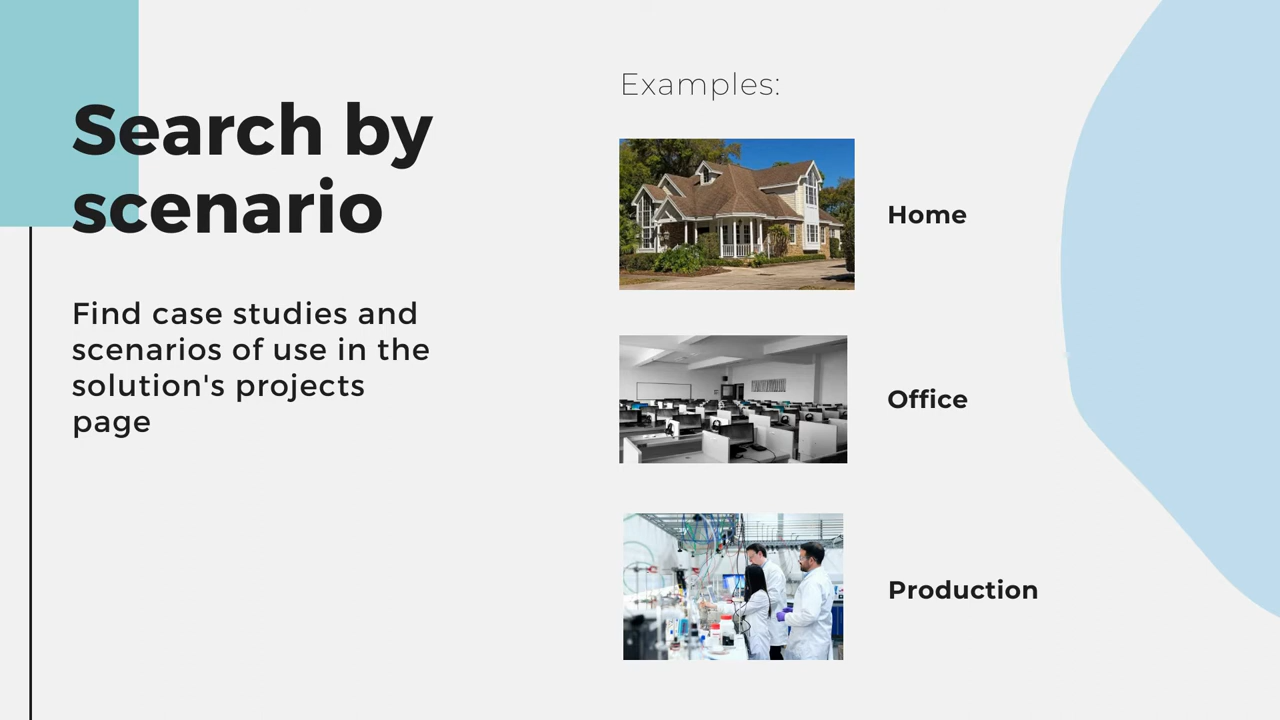 Search by
scenario
Find case studies and
scenarios of use in the
solution's projects
page
Examples:
Home
Office
Production